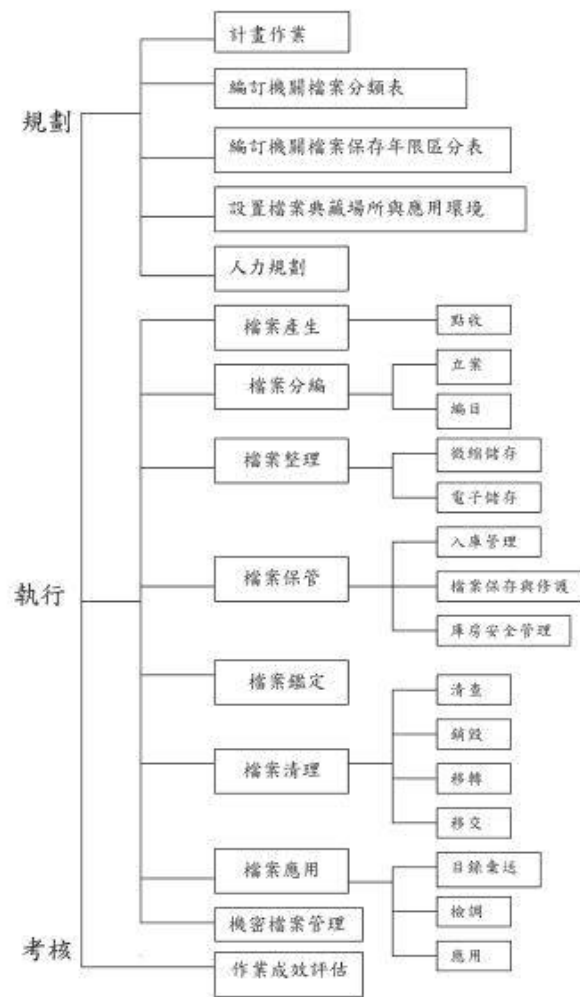 規劃
計畫作業
編訂機關檔案分類表
編訂機關檔案保存年限區分表
設置檔案典藏場所與應用環境
人力規劃
執行
檔案產生
點收
檔案分編
立案
編目
檔案整理
微縮儲存
電子儲存
檔案保管
入庫管理
檔案保存與修護
庫房安全管理
檔案鑑定
檔案清理
清查
銷毀
移轉
移交
檔案應用
目錄彙送
檢調
應用
機密檔案管理
考核
作業成效評估